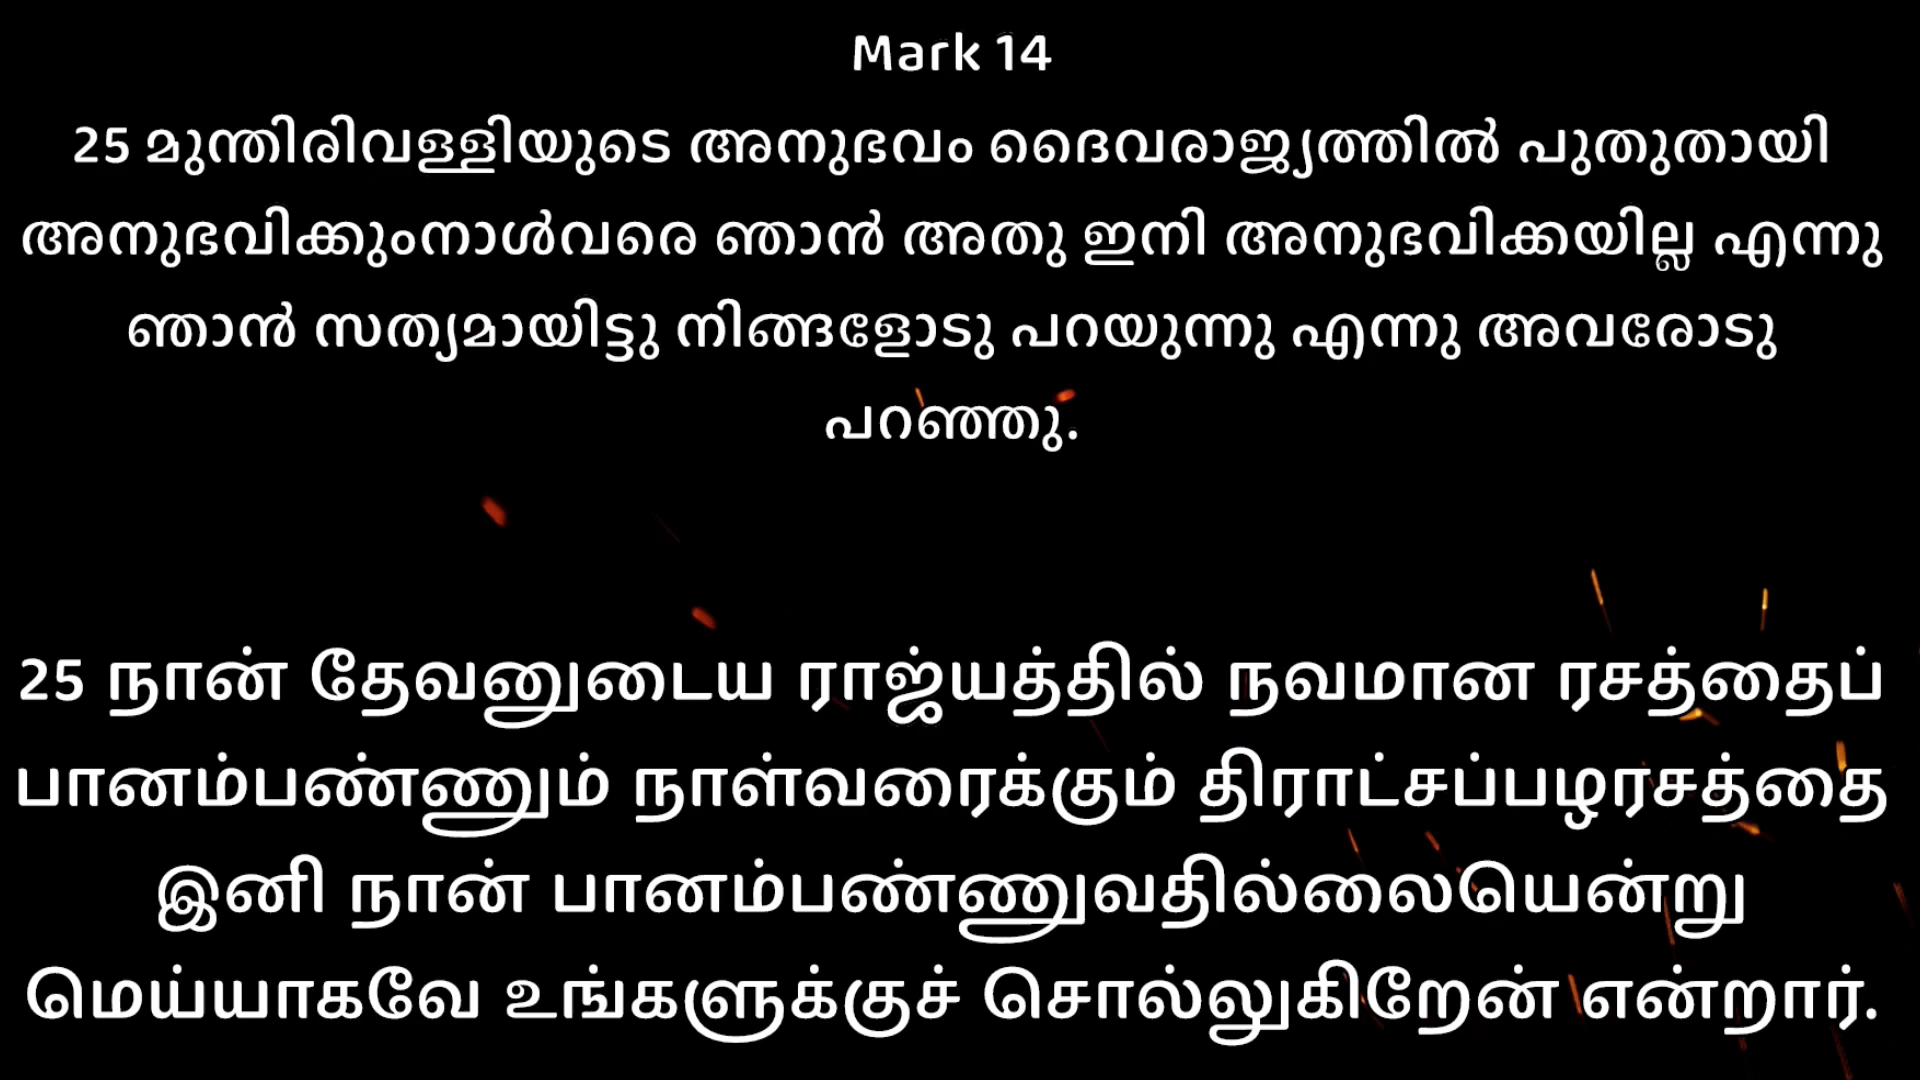 Mark 14
25 മുന്തിരിവള്ളിയുടെ അനുഭവം ദൈവരാജ്യത്തിൽ പുതുതായി
അനുഭവിക്കുംനാൾവരെ ഞാൻ അതു ഇനി അനുഭവിക്കയില്ല എന്നു
ഞാൻ സത്യമായിട്ടു നിങ്ങളോടു പറയുന്നു എന്നു അവരോടു
പറഞ്ഞു.
25 நான் தேவனுடைய ராஜ்யத்தில் நவமான ரசத்தைப்
பானம்பண்ணும் நாள்வரைக்கும் திராட்சப்பழரசத்தை
இனி நான் பானம்பண்ணுவதில்லையென்று
மெய்யாகவே உங்களுக்குச் சொல்லுகிறேன் என்றார்.